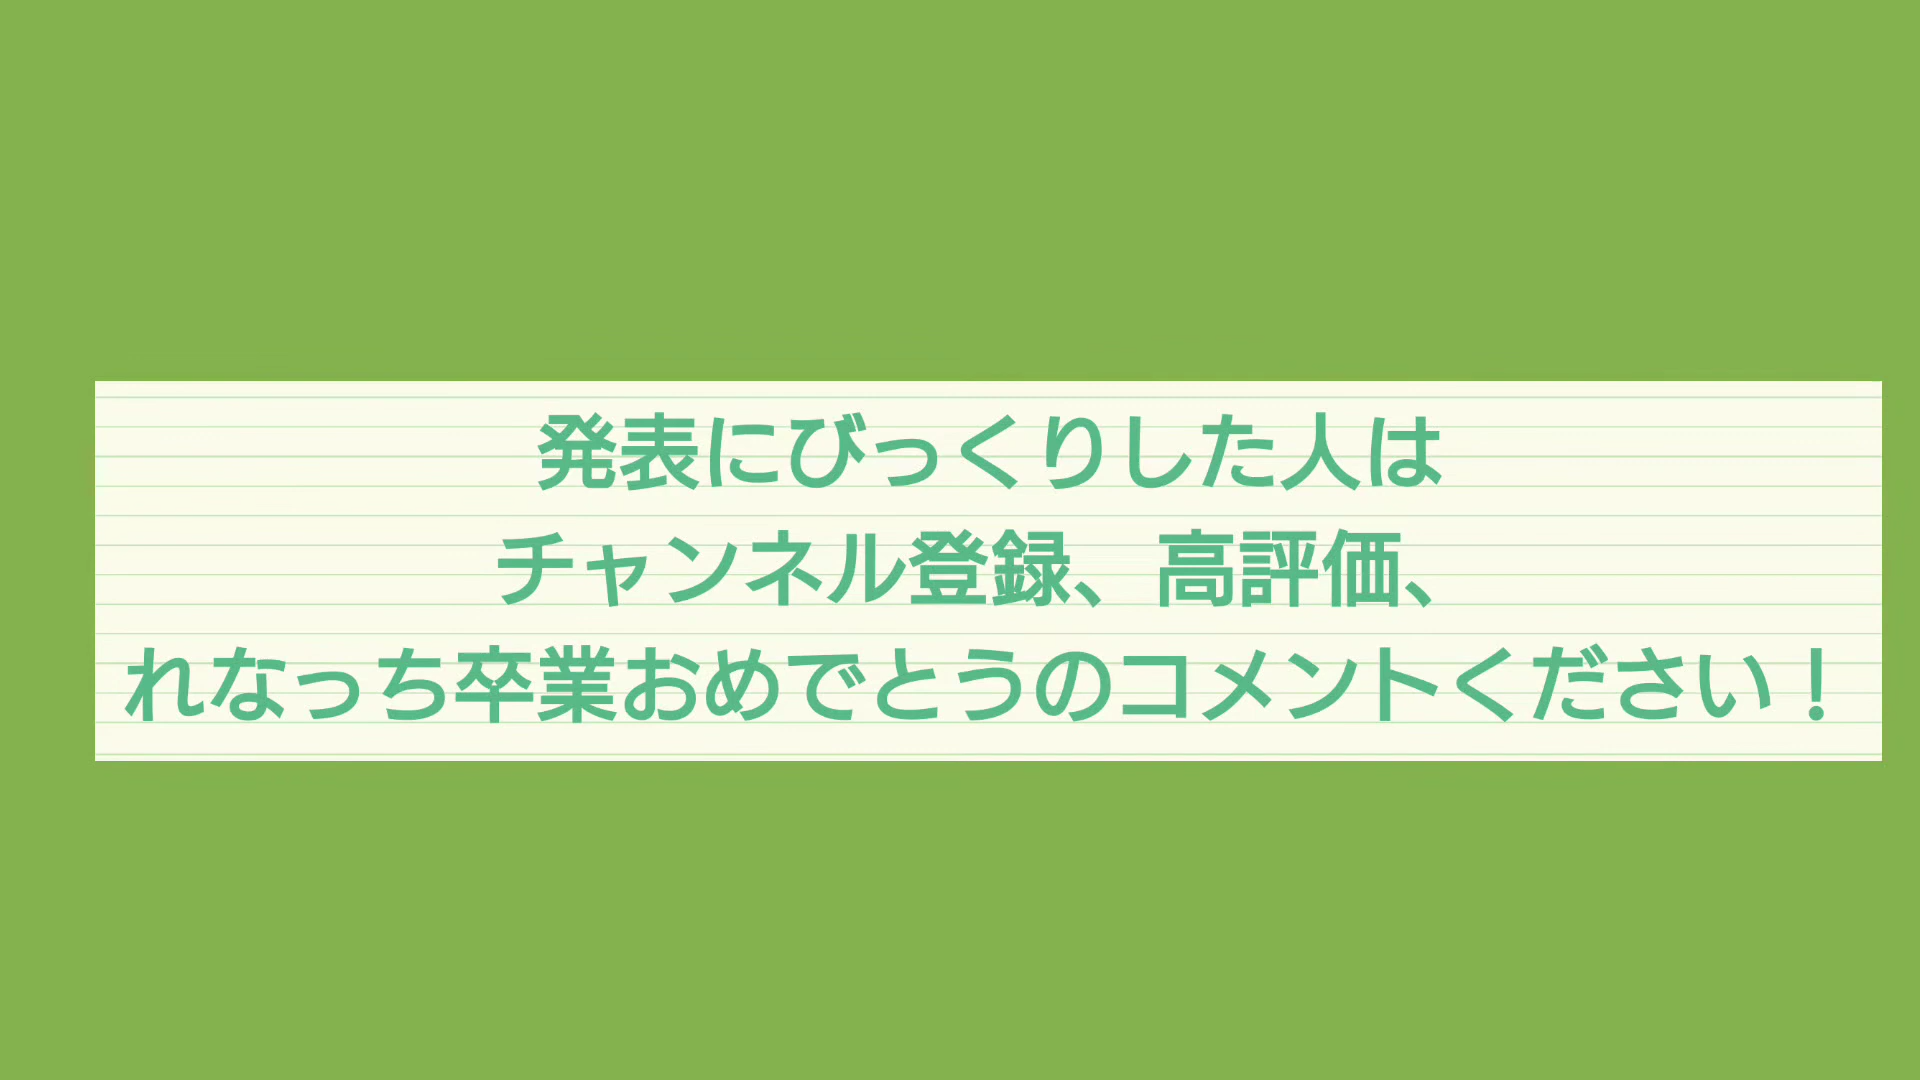 発表にびっくりした人は
チャンネル登録、高評価、
れなっち卒業おめでとうのコメントください！